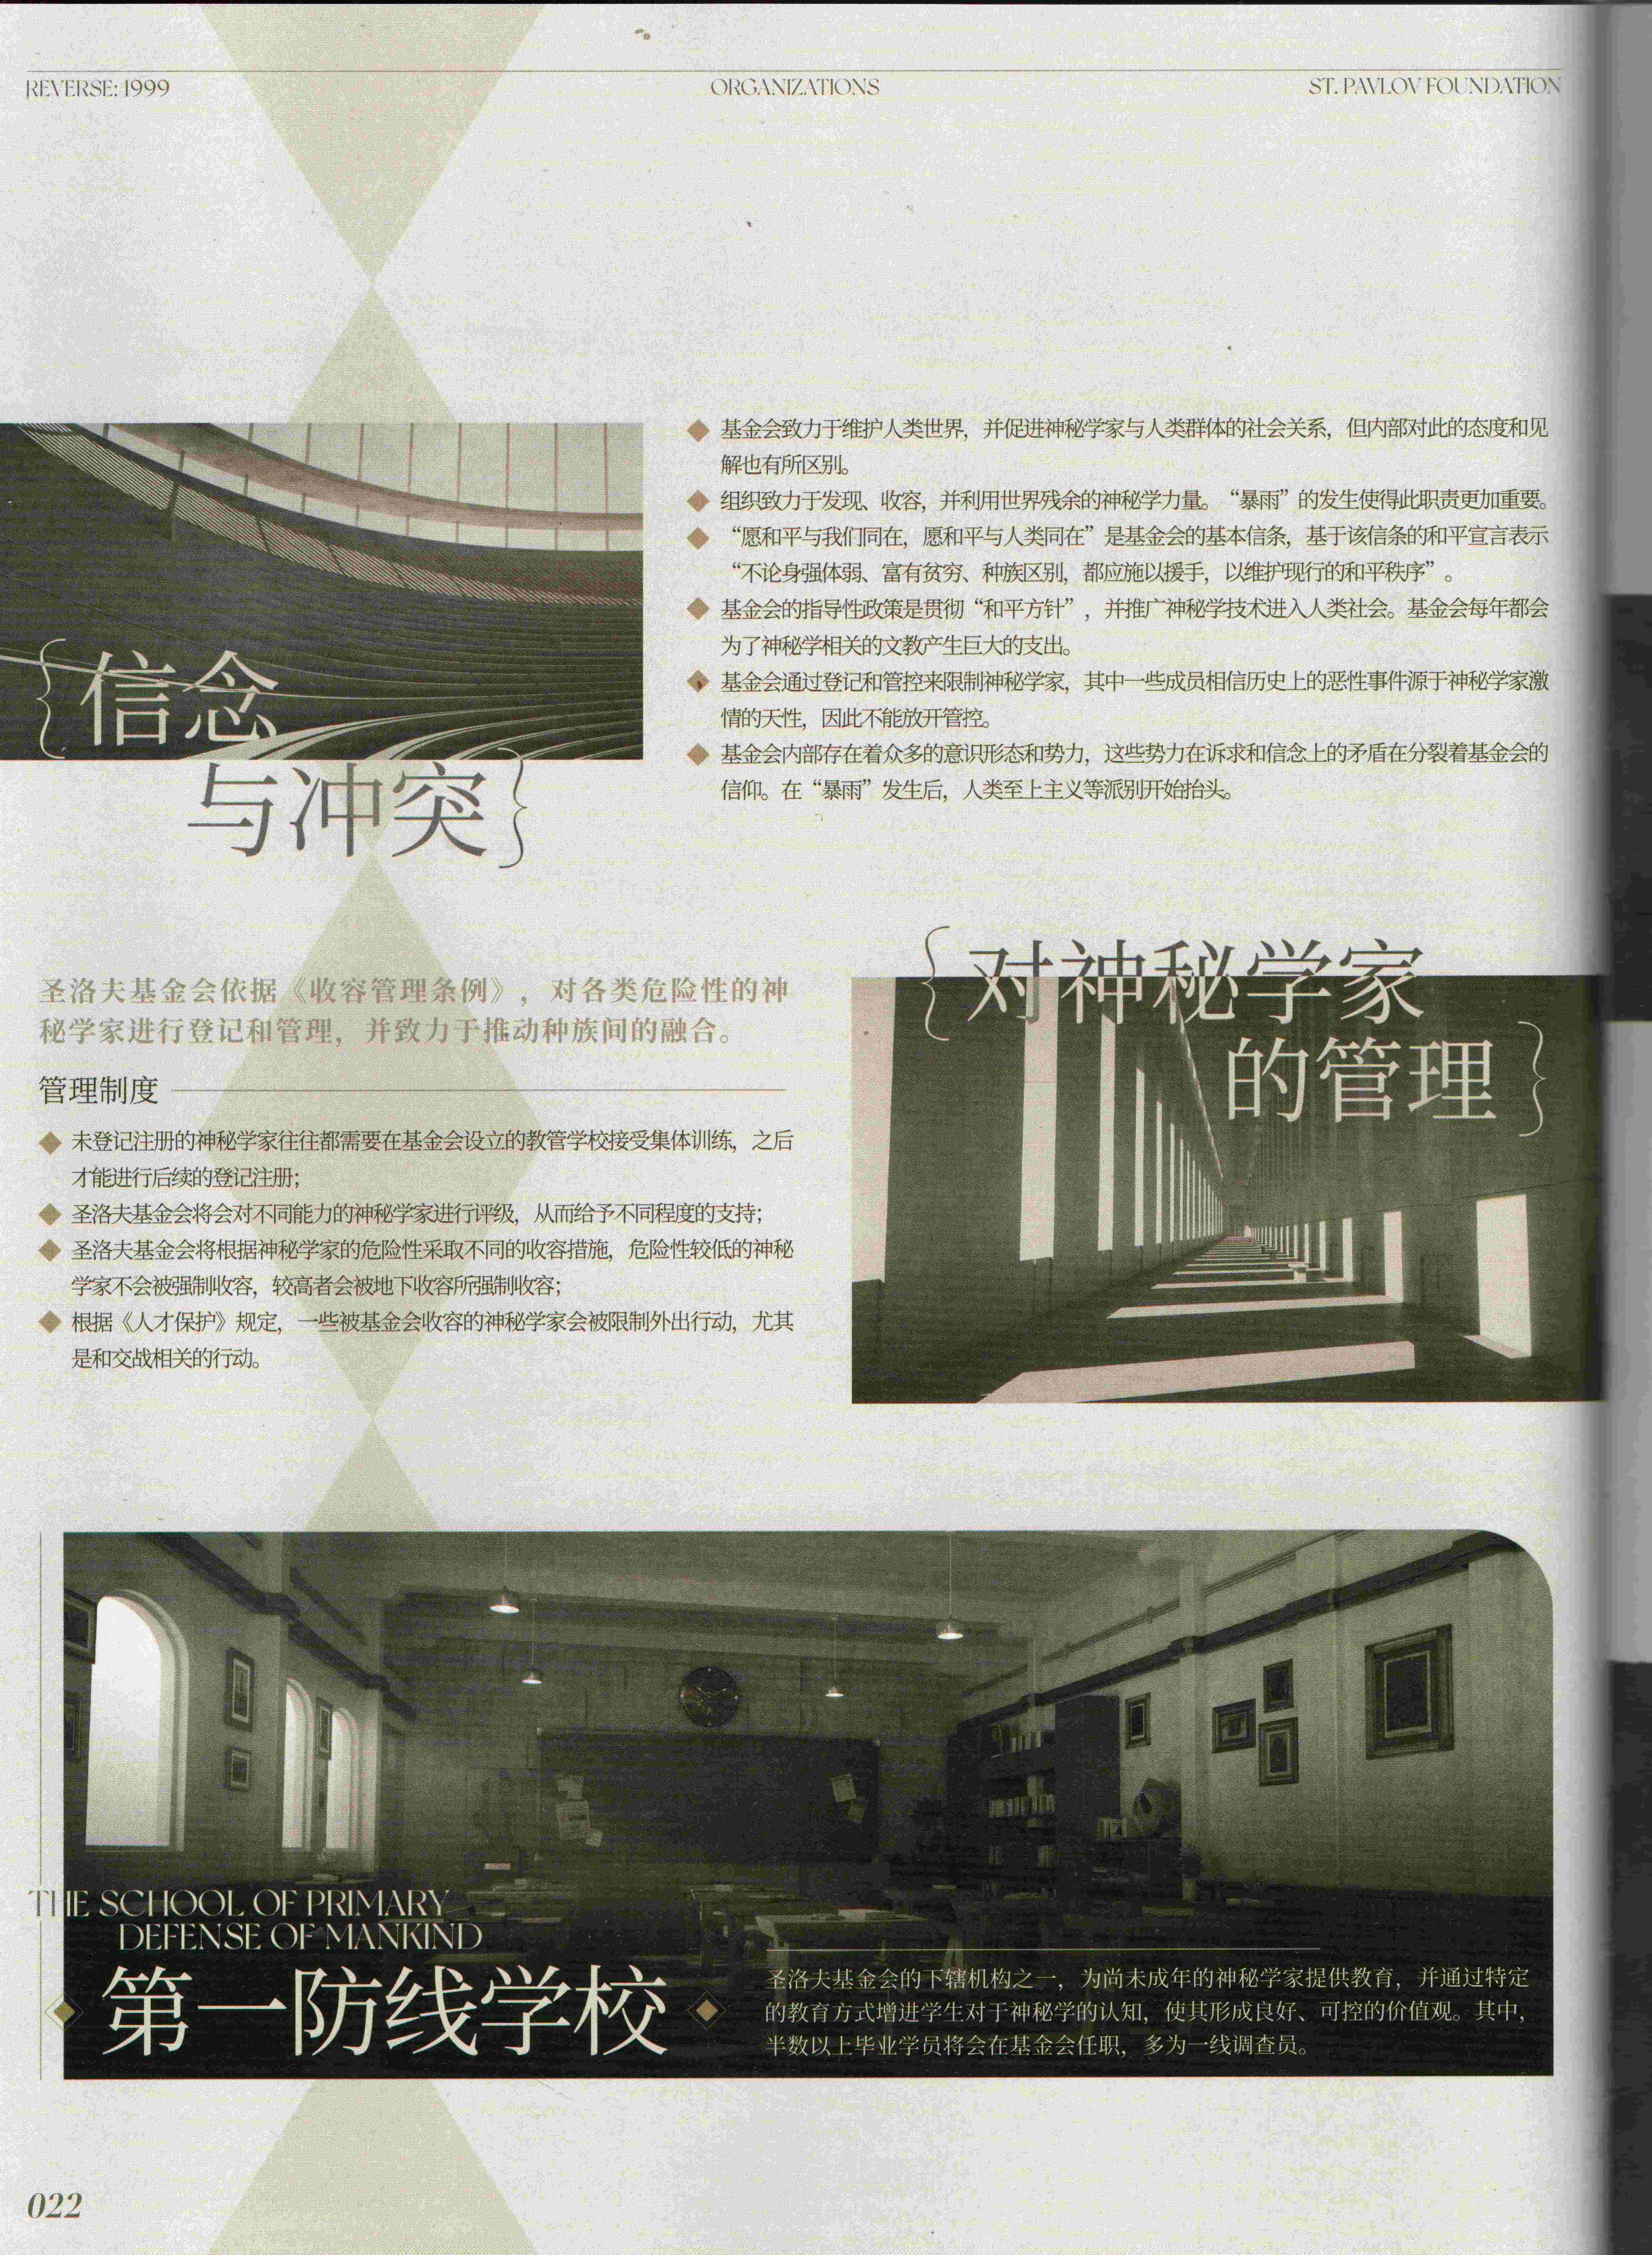 REVERSE: 1999
ORGANIZATIONS
ST. PAVLOV FOUNDATION
信念
与冲突
基金会致力于维护人类世界，并促进神秘学家与人类群体的社会关系，但内部对此的态度和见
解也有所区别。
组织致力于发现、收容，并利用世界残余的神秘学力量。“暴雨”的发生使得此职责更加重要。
“愿和平与我们同在，愿和平与人类同在”是基金会的基本信条，基于该信条的和平宣言表示
“不论身强体弱、富有贫穷、种族区别，都应施以援手，以维护现行的和平秩序”。
基金会的指导性政策是贯彻“和平方针”，并推广神秘学技术进入人类社会。基金会每年都会
为了神秘学相关的文教产生巨大的支出。
基金会通过登记和管控来限制神秘学家，其中一些成员相信历史上的恶性事件源于神秘学家激
情的天性，因此不能放开管控。
基金会内部存在着众多的意识形态和势力，这些势力在诉求和信念上的矛盾在分裂着基金会的
信仰。在“暴雨”发生后，人类至上主义等派别开始抬头。
对神秘学家
的管理
圣洛夫基金会依据《收容管理条例》，对各类危险性的神
秘学家进行登记和管理，并致力于推动种族间的融合。
管理制度
未登记注册的神秘学家往往都需要在基金会设立的教管学校接受集体训练，之后
才能进行后续的登记注册；
圣洛夫基金会将会对不同能力的神秘学家进行评级，从而给予不同程度的支持；
圣洛夫基金会将根据神秘学家的危险性采取不同的收容措施，危险性较低的神秘
学家不会被强制收容，较高者会被地下收容所强制收容；
根据《人才保护》规定，一些被基金会收容的神秘学家会被限制外出行动，尤其
是和交战相关的行动。
THE SCHOOL OF PRIMARY
DEFENSE OF MANKIND
第一防线学校
圣洛夫基金会的下辖机构之一，为尚未成年的神秘学家提供教育，并通过特定
的教育方式增进学生对于神秘学的认知，使其形成良好、可控的价值观。其中，
半数以上毕业学员将会在基金会任职，多为一线调查员。
022